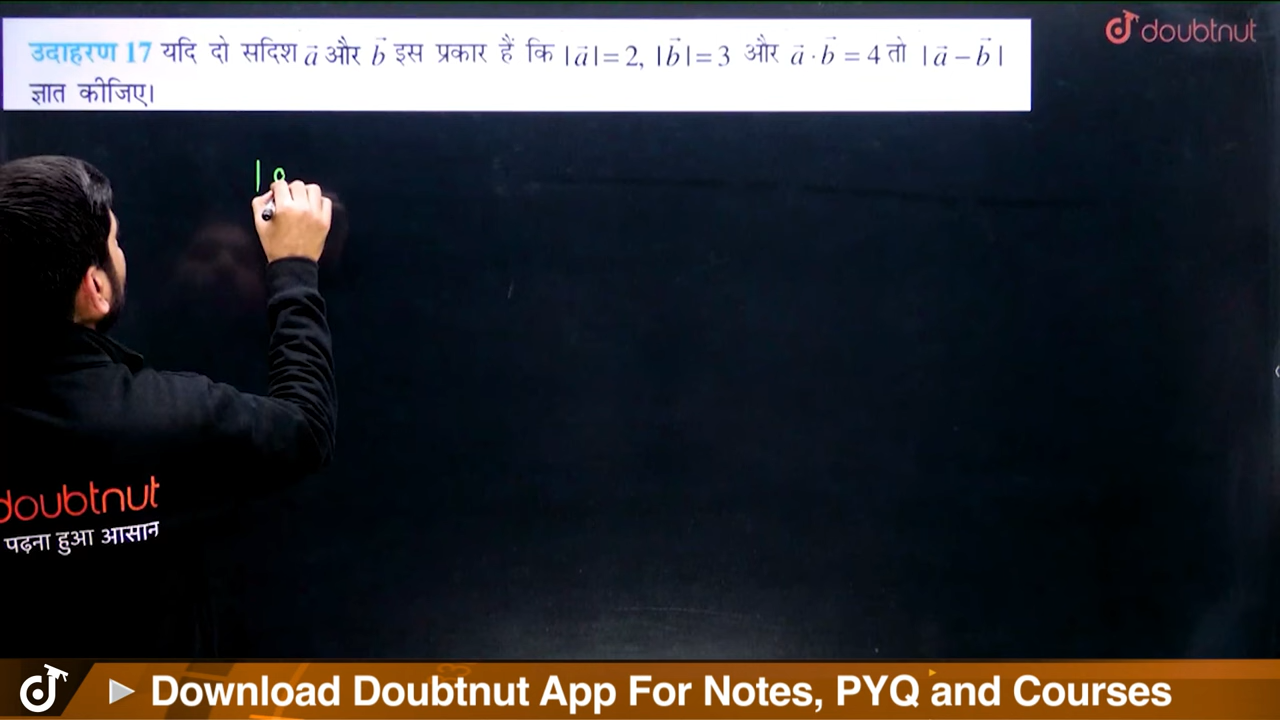 उदाहरण 17 यदि दो सदिश a⃗ और b⃗ इस प्रकार हैं कि |a⃗|= 2, |b⃗|= 3 और a⃗ · b⃗ = 4 तो |a⃗ − b⃗|
ज्ञात कीजिए।
doubtnut
doubtnut
पढ़ना हुआ आसान
Download Doubtnut App For Notes, PYQ and Courses